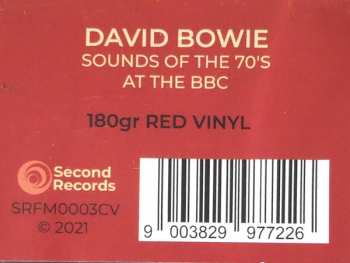 DAVID BOWIE
SOUNDS OF THE 70'S
AT THE BBC
180gr RED VINYL
Second
Records
SRFM0003CV
© 2021
9 003829 977226